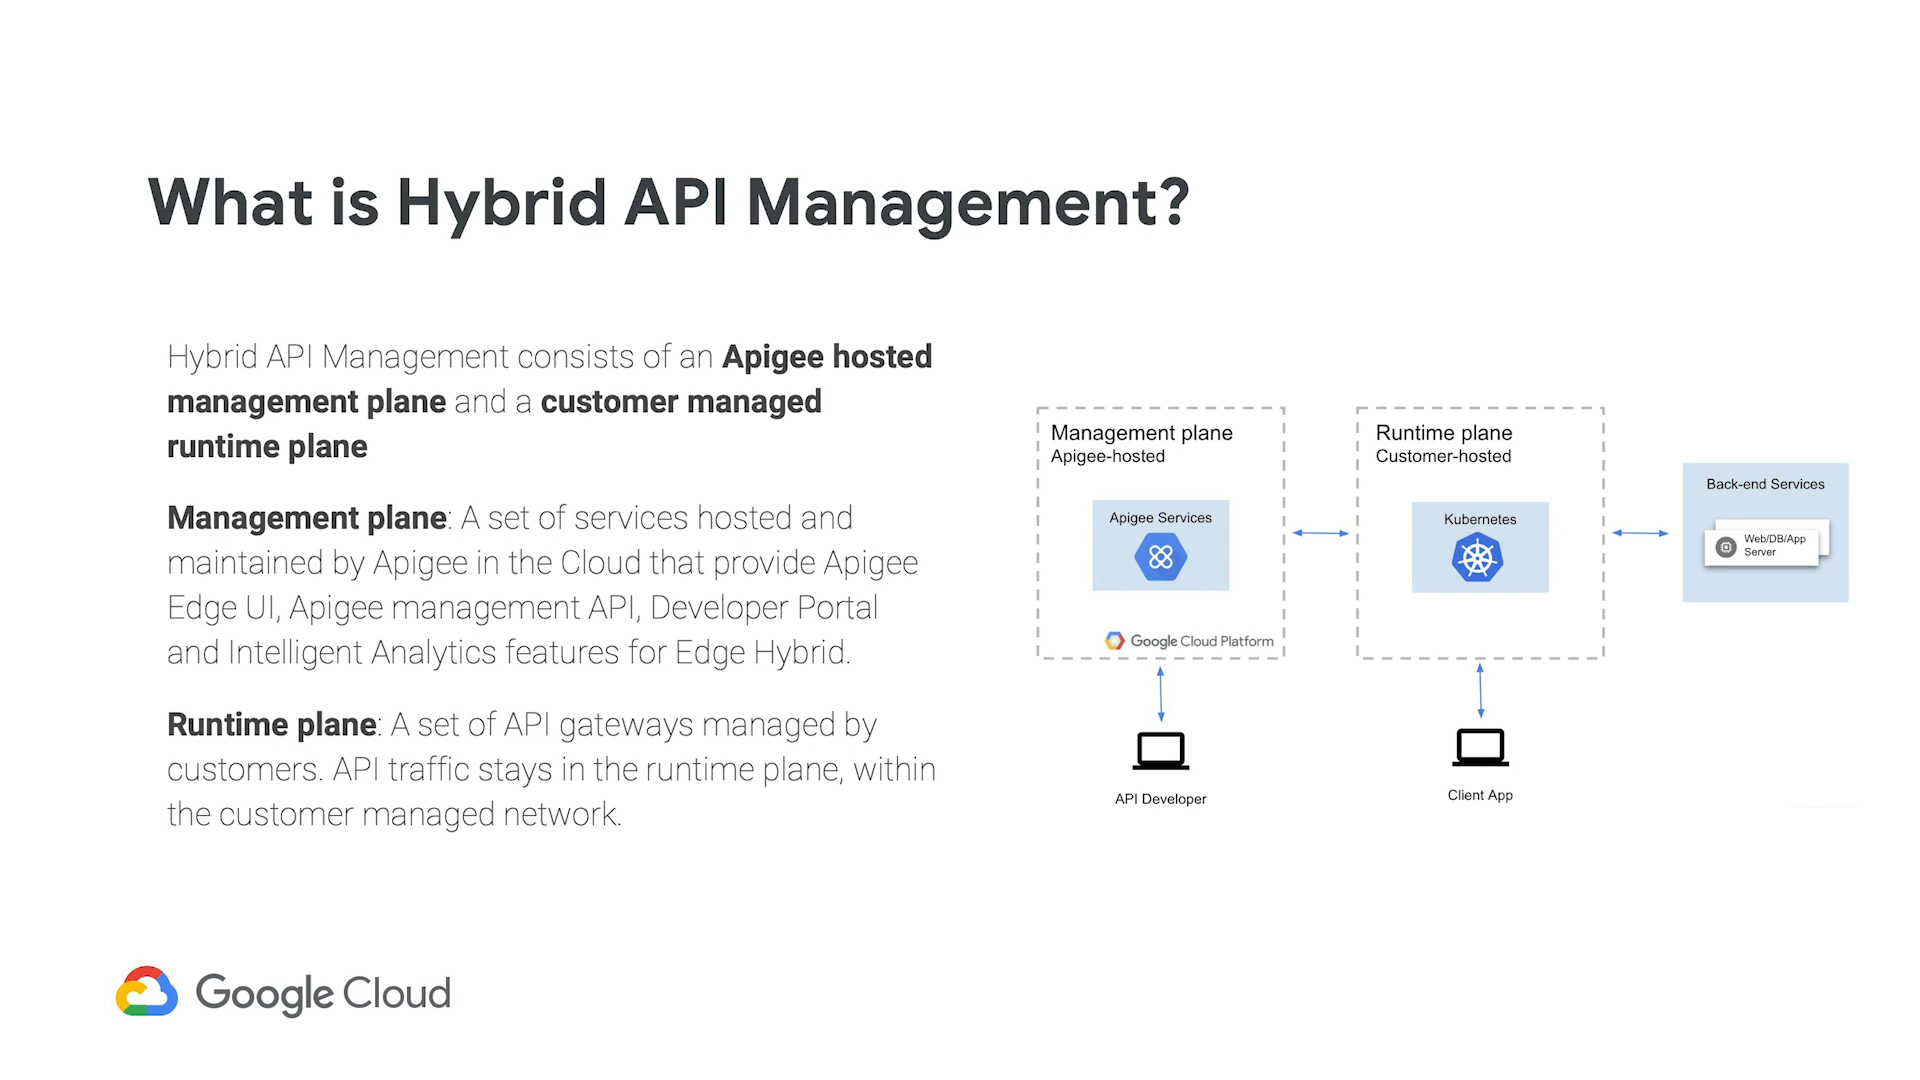 What is Hybrid API Management?
Hybrid API Management consists of an Apigee hosted
management plane and a customer managed
runtime plane
Management plane: A set of services hosted and
maintained by Apigee in the Cloud that provide Apigee
Edge UI, Apigee management API, Developer Portal
and Intelligent Analytics features for Edge Hybrid.
Runtime plane: A set of API gateways managed by
customers. API traffic stays in the runtime plane, within
the customer managed network.
Management plane
Apigee-hosted
Apigee Services
Google Cloud Platform
API Developer
Runtime plane
Customer-hosted
Kubernetes
Client App
Back-end Services
Web/DB/App
Server
Google Cloud